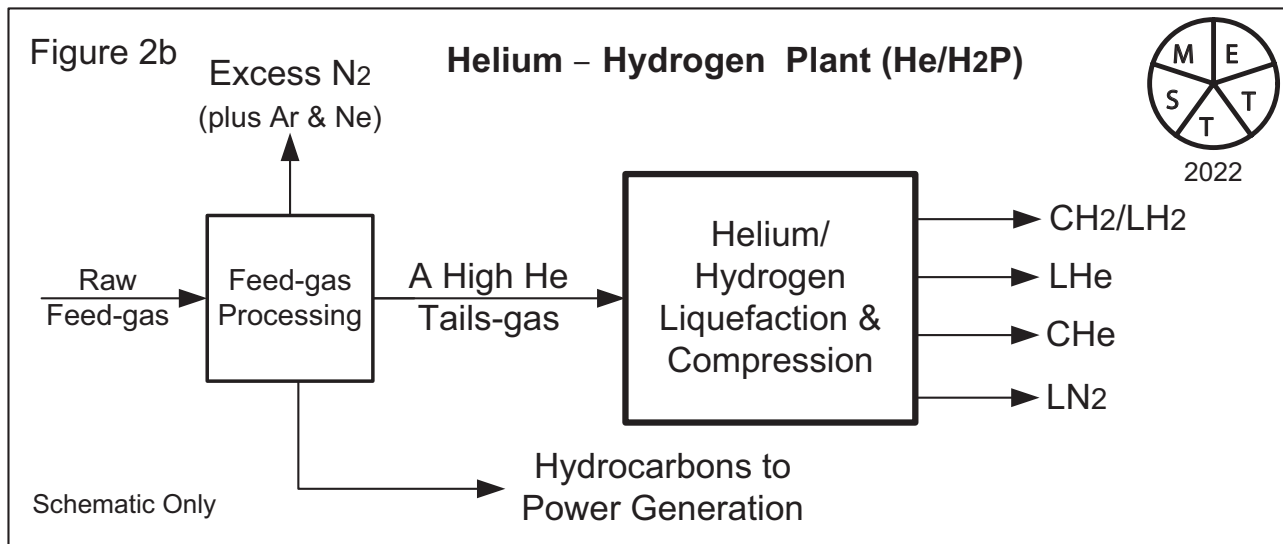 Figure 2b
Helium – Hydrogen Plant (He/H2P)
M E
S T
T
2022
Excess N2
(plus Ar & Ne)
Raw
Feed-gas
Feed-gas
Processing
A High He
Tails-gas
Helium/
Hydrogen
Liquefaction &
Compression
CH2/LH2
LHe
CHe
LN2
Hydrocarbons to
Power Generation
Schematic Only